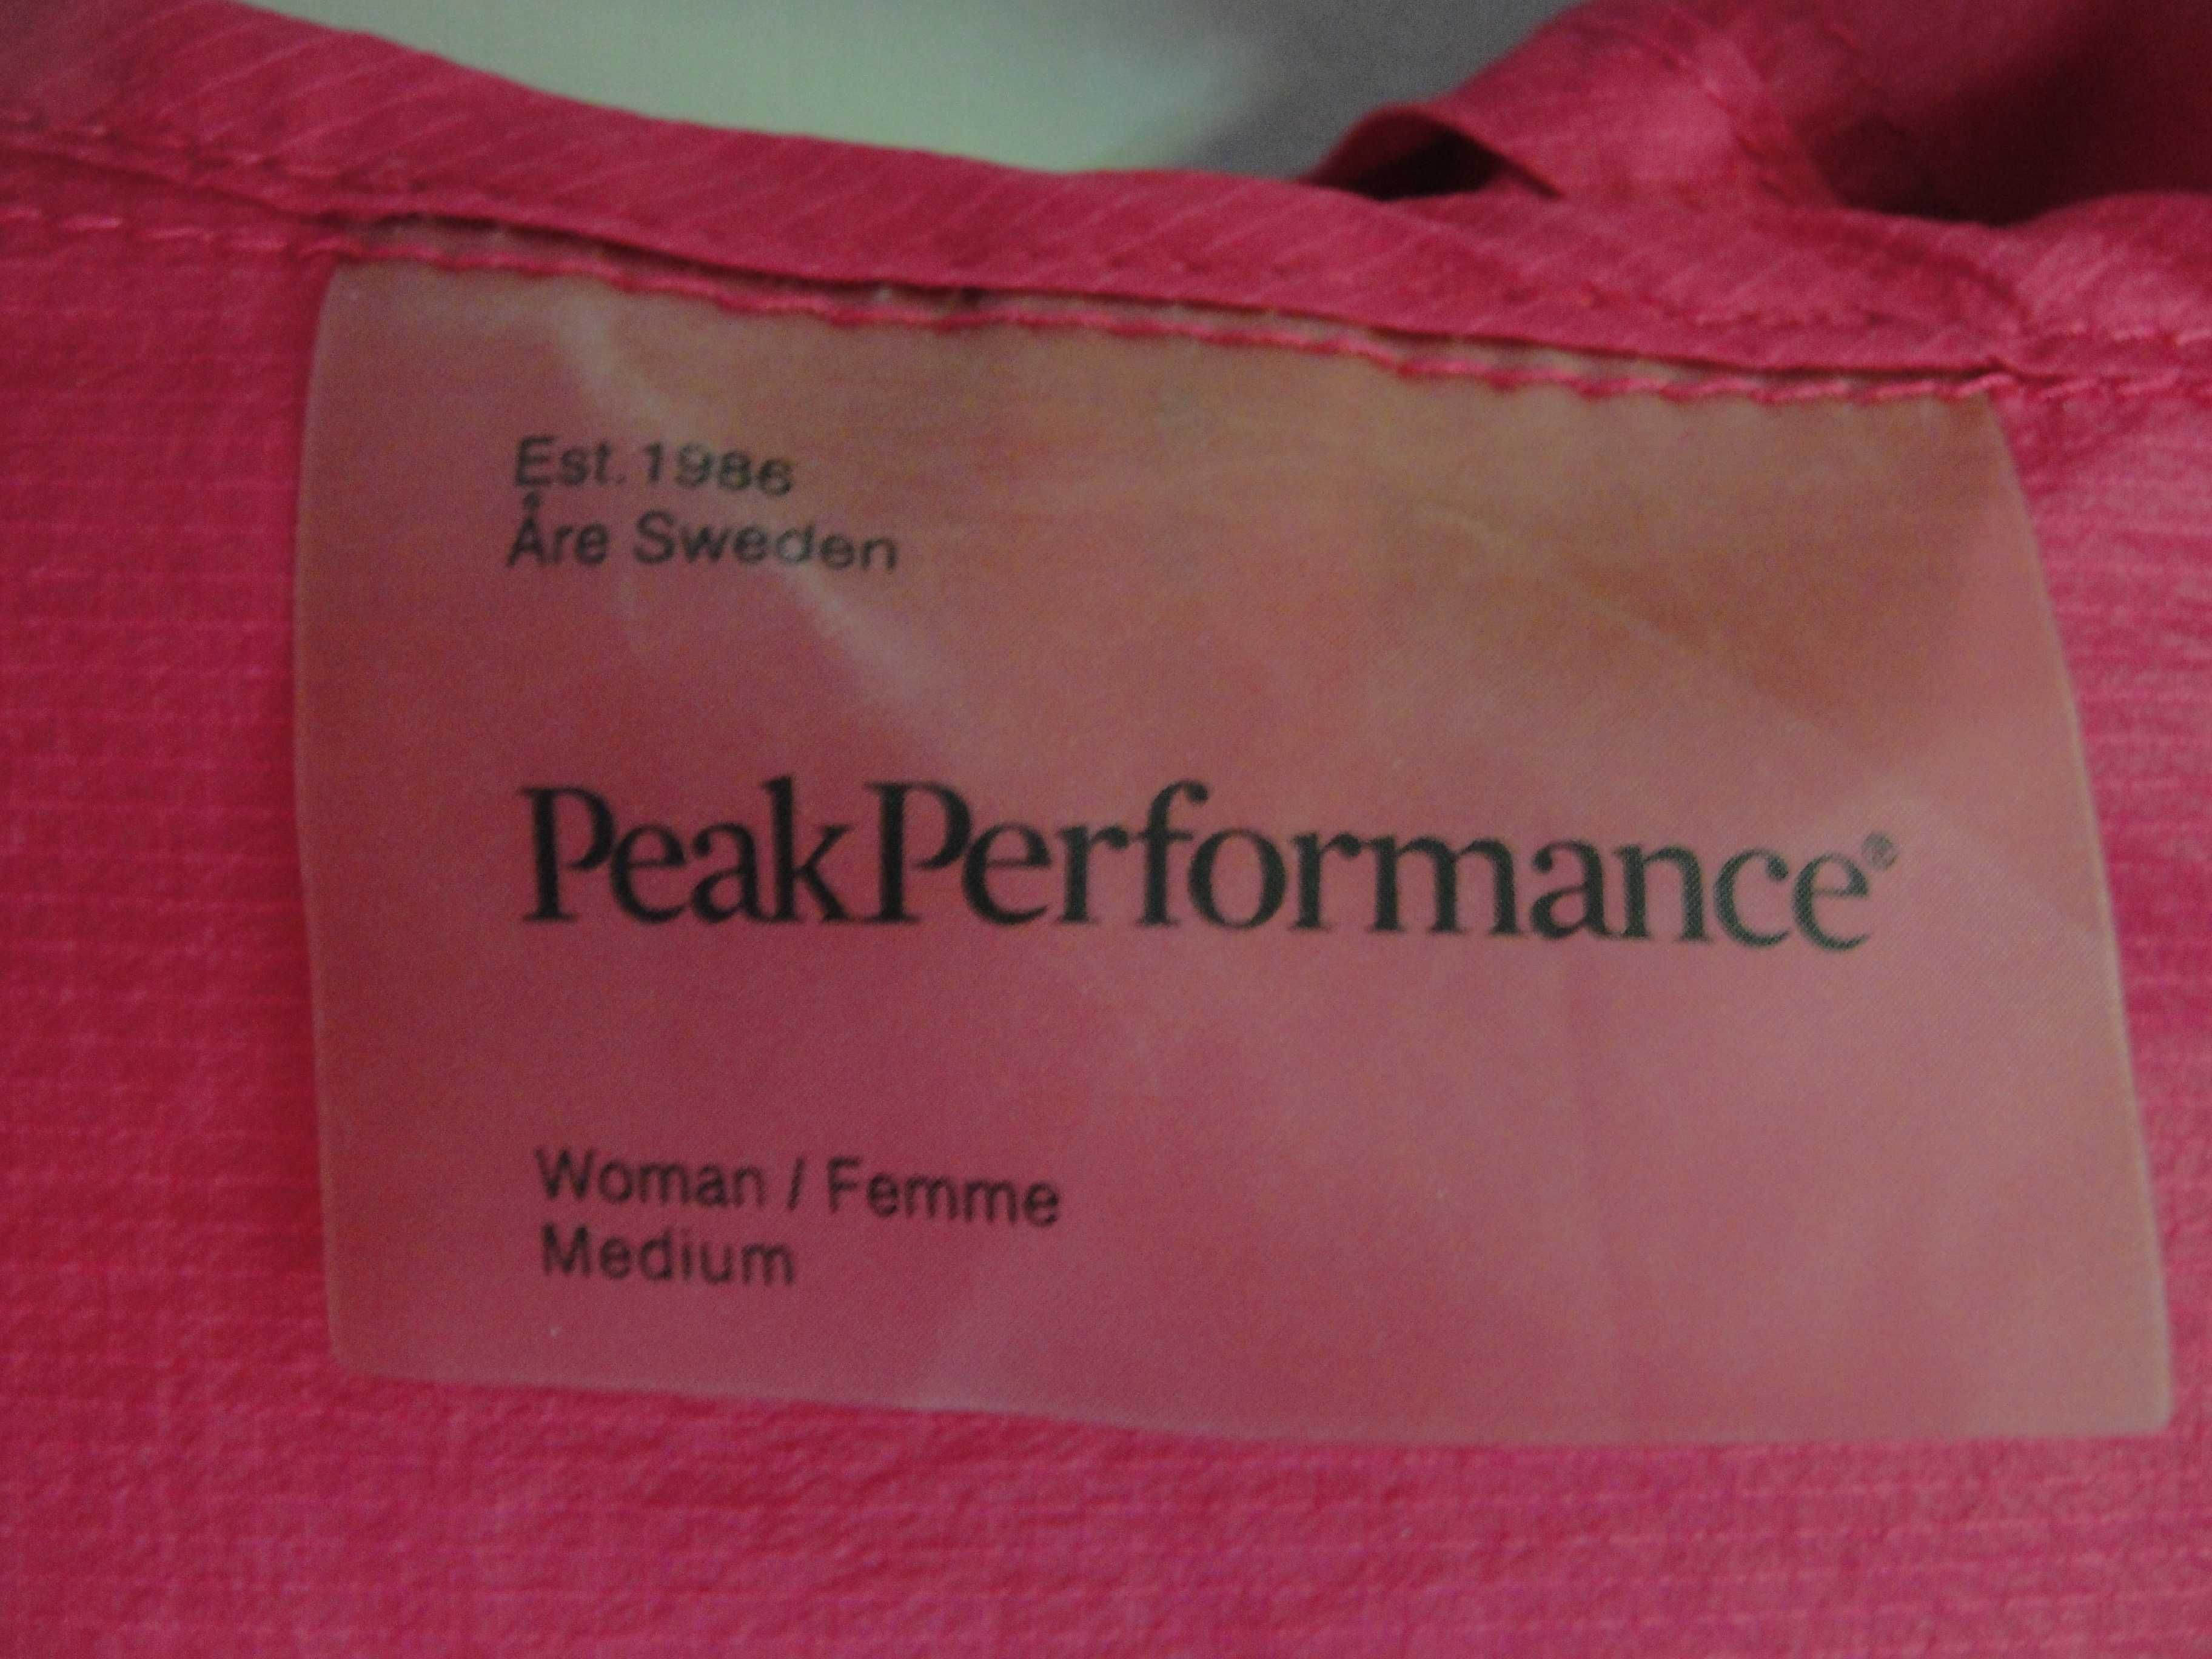 Est. 1986
Åre Sweden
PeakPerformance®
Woman / Femme
Medium